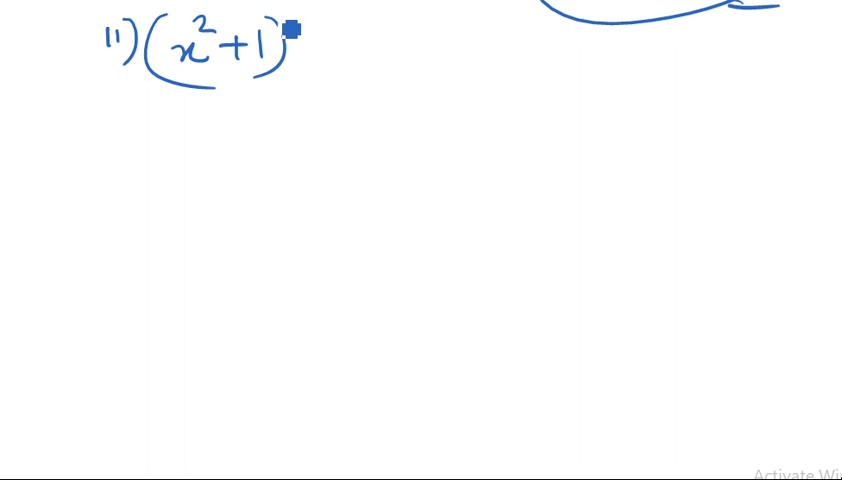 11) (x²+1)
Activate Wi